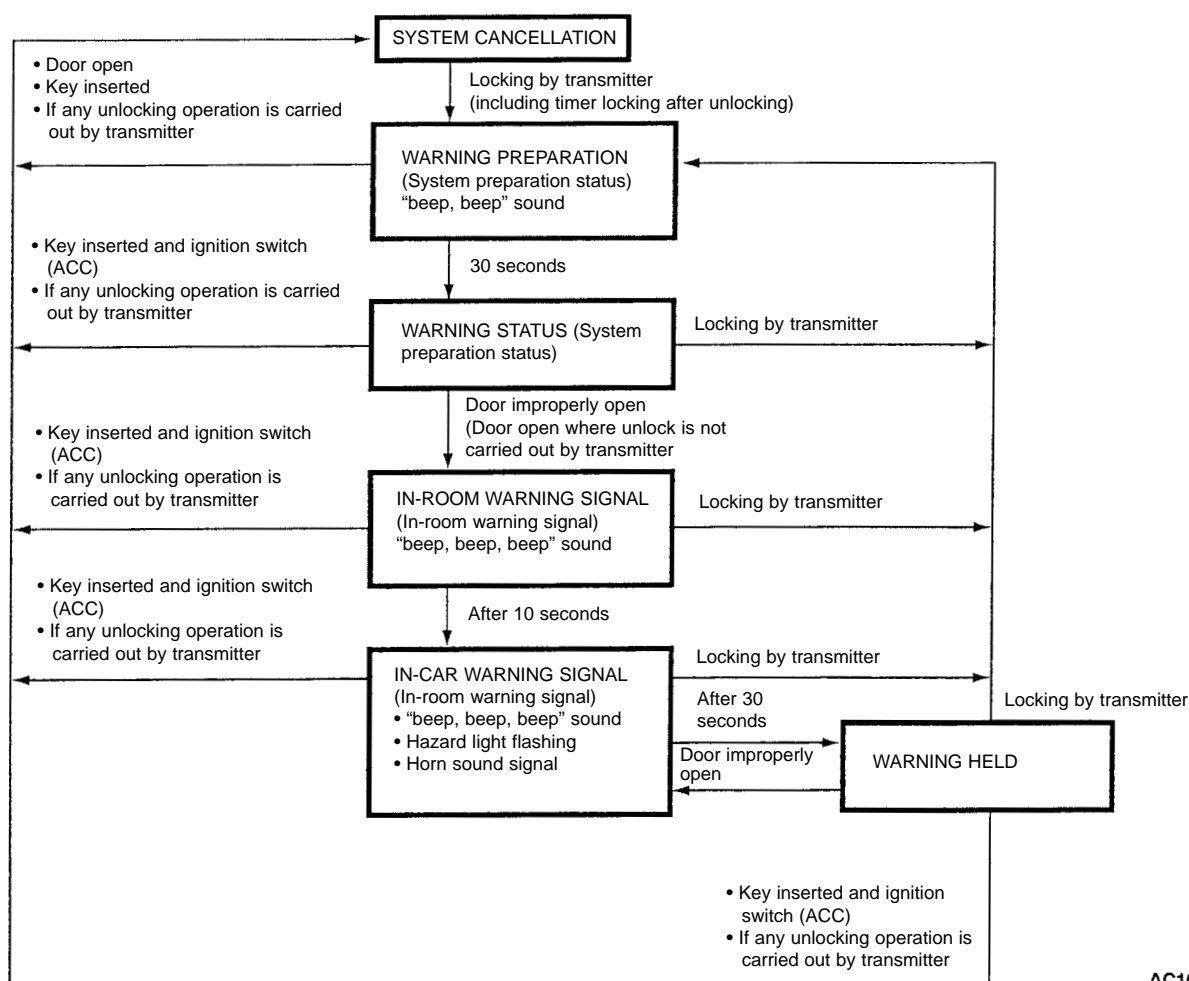 SYSTEM CANCELLATION
• Door open
• Key inserted
• If any unlocking operation is carried
out by transmitter
Locking by transmitter
(including timer locking after unlocking)
WARNING PREPARATION
(System preparation status)
“beep, beep” sound
• Key inserted and ignition switch
(ACC)
• If any unlocking operation is carried
out by transmitter
30 seconds
WARNING STATUS (System
preparation status)
Locking by transmitter
Door improperly open
(Door open where unlock is not
carried out by transmitter
• Key inserted and ignition switch
(ACC)
• If any unlocking operation is
carried out by transmitter
IN-ROOM WARNING SIGNAL
(In-room warning signal)
“beep, beep, beep” sound
Locking by transmitter
• Key inserted and ignition switch
(ACC)
• If any unlocking operation is
carried out by transmitter
After 10 seconds
IN-CAR WARNING SIGNAL
(In-room warning signal)
• “beep, beep, beep” sound
• Hazard light flashing
• Horn sound signal
Locking by transmitter
After 30
seconds
Door improperly
open
Locking by transmitter
WARNING HELD
• Key inserted and ignition
switch (ACC)
• If any unlocking operation is
carried out by transmitter